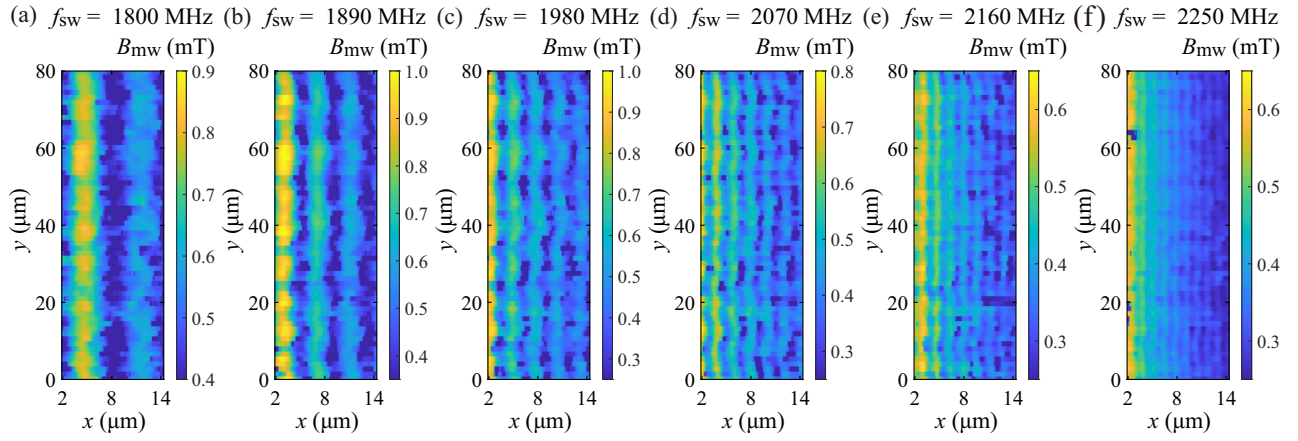 (a) fsw = 1800 MHz
Bmw (mT)
80
60
40
20
0
y (μm)
2 8 14
x (μm)
0.9
0.8
0.7
0.6
0.5
0.4
(b) fsw = 1890 MHz
Bmw (mT)
80
60
40
20
0
y (μm)
2 8 14
x (μm)
1.0
0.9
0.8
0.7
0.6
0.5
0.4
(c) fsw = 1980 MHz
Bmw (mT)
80
60
40
20
0
y (μm)
2 8 14
x (μm)
1.0
0.9
0.8
0.7
0.6
0.5
0.4
0.3
(d) fsw = 2070 MHz
Bmw (mT)
80
60
40
20
0
y (μm)
2 8 14
x (μm)
0.8
0.7
0.6
0.5
0.4
0.3
(e) fsw = 2160 MHz
Bmw (mT)
80
60
40
20
0
y (μm)
2 8 14
x (μm)
0.6
0.5
0.4
0.3
(f) fsw = 2250 MHz
Bmw (mT)
80
60
40
20
0
y (μm)
2 8 14
x (μm)
0.6
0.5
0.4
0.3